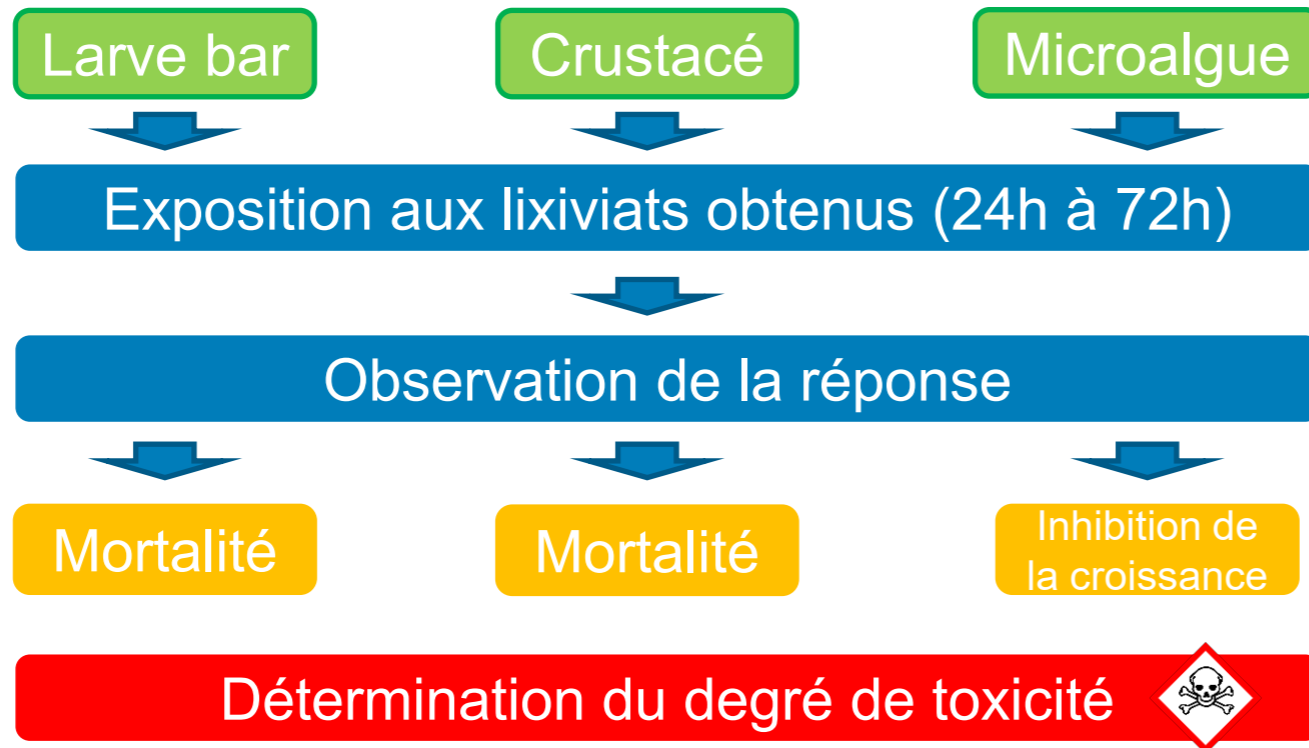 Larve bar
Crustacé
Microalgue
Exposition aux lixiviats obtenus (24h à 72h)
Observation de la réponse
Mortalité
Mortalité
Inhibition de
la croissance
Détermination du degré de toxicité